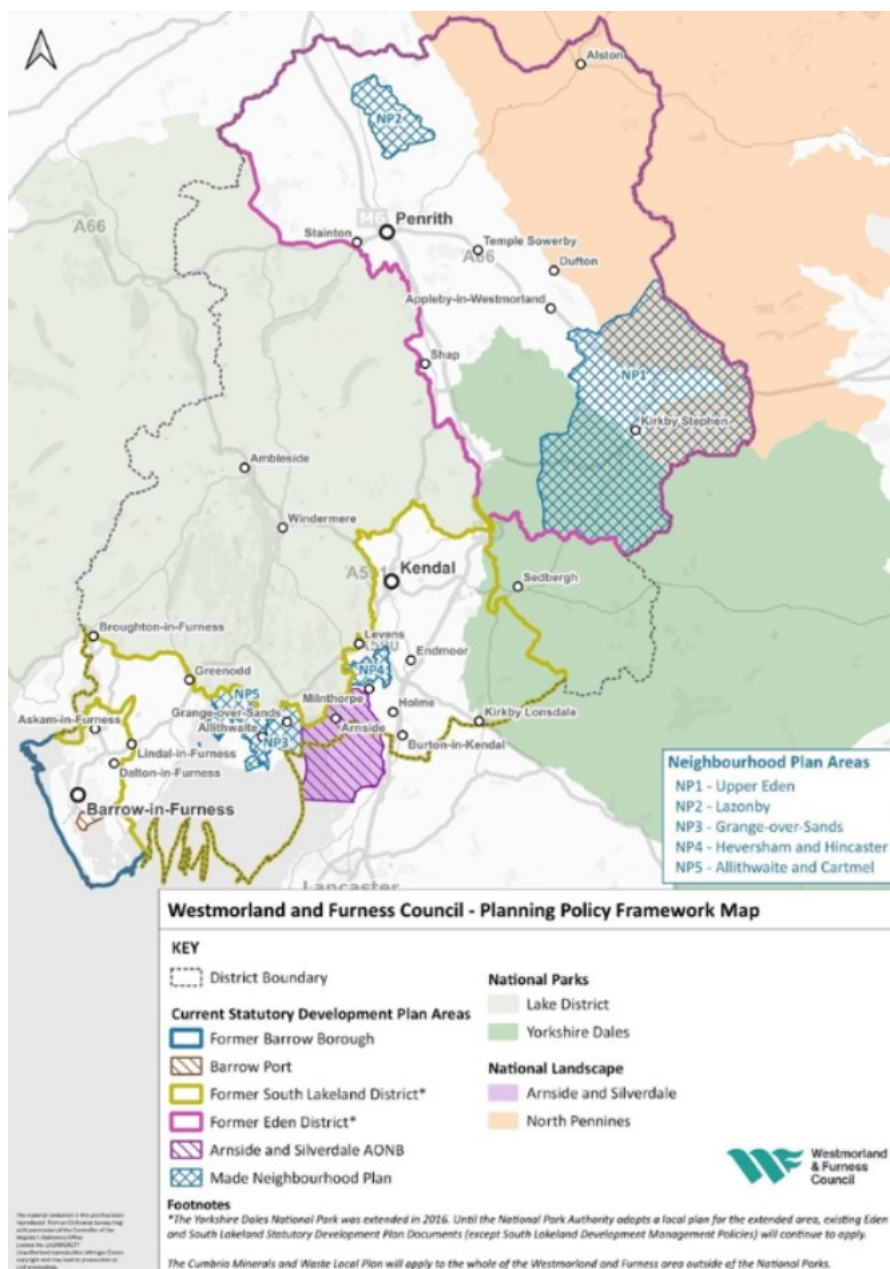 Alston
NP2
A66
M6
Penrith
Stainton
Temple Sowerby
A66
Dufton
Appleby-in-Westmorland
Shap
NP1
Kirkby Stephen
Ambleside
Windermere
Kendal
Sedbergh
Broughton-in-Furness
Levens
A590
Endmoor
Greenodd
NP4
NP5
Milnthorpe
Holme
Grange-over-Sands
Kirkby Lonsdale
Askam-in-Furness
Allithwaite
Arnside
NP3
Burton-in-Kendal
Lindal-in-Furness
Dalton-in-Furness
Barrow-in-Furness
Lancaster
Neighbourhood Plan Areas
NP1 - Upper Eden
NP2 - Lazonby
NP3 - Grange-over-Sands
NP4 - Heversham and Hincaster
NP5 - Allithwaite and Cartmel
Westmorland and Furness Council - Planning Policy Framework Map
KEY
District Boundary
Current Statutory Development Plan Areas
Former Barrow Borough
Barrow Port
Former South Lakeland District*
Former Eden District*
Arnside and Silverdale AONB
Made Neighbourhood Plan
National Parks
Lake District
Yorkshire Dales
National Landscape
Arnside and Silverdale
North Pennines
Westmorland
& Furness
Council
Footnotes
*The Yorkshire Dales National Park was extended in 2016. Until the National Park Authority adopts a local plan for the extended area, existing Eden
and South Lakeland Statutory Development Plan Documents (except South Lakeland Development Management Policies) will continue to apply.
The Cumbria Minerals and Waste Local Plan will apply to the whole of the Westmorland and Furness area outside of the National Parks.